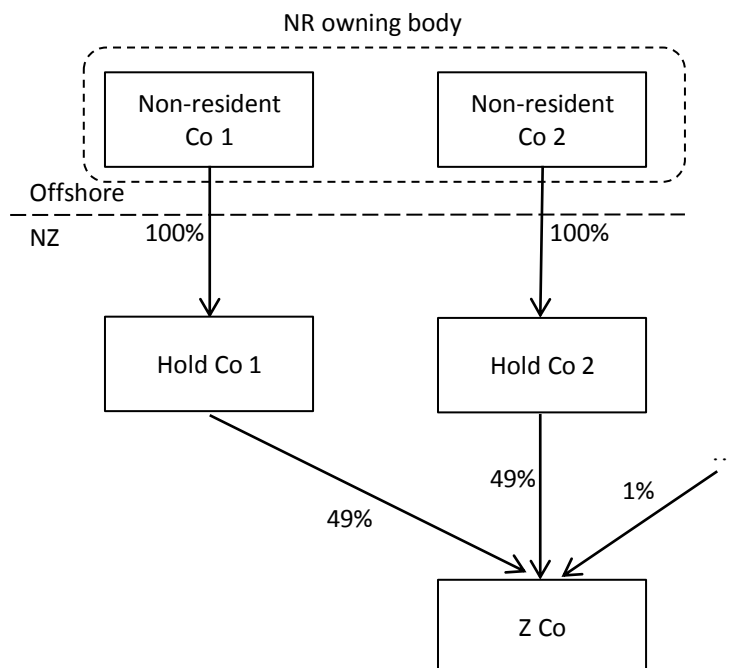 NR owning body
Non-resident
Co 1
Non-resident
Co 2
Offshore
NZ
100%
100%
Hold Co 1
Hold Co 2
49%
49%
1%
Z Co